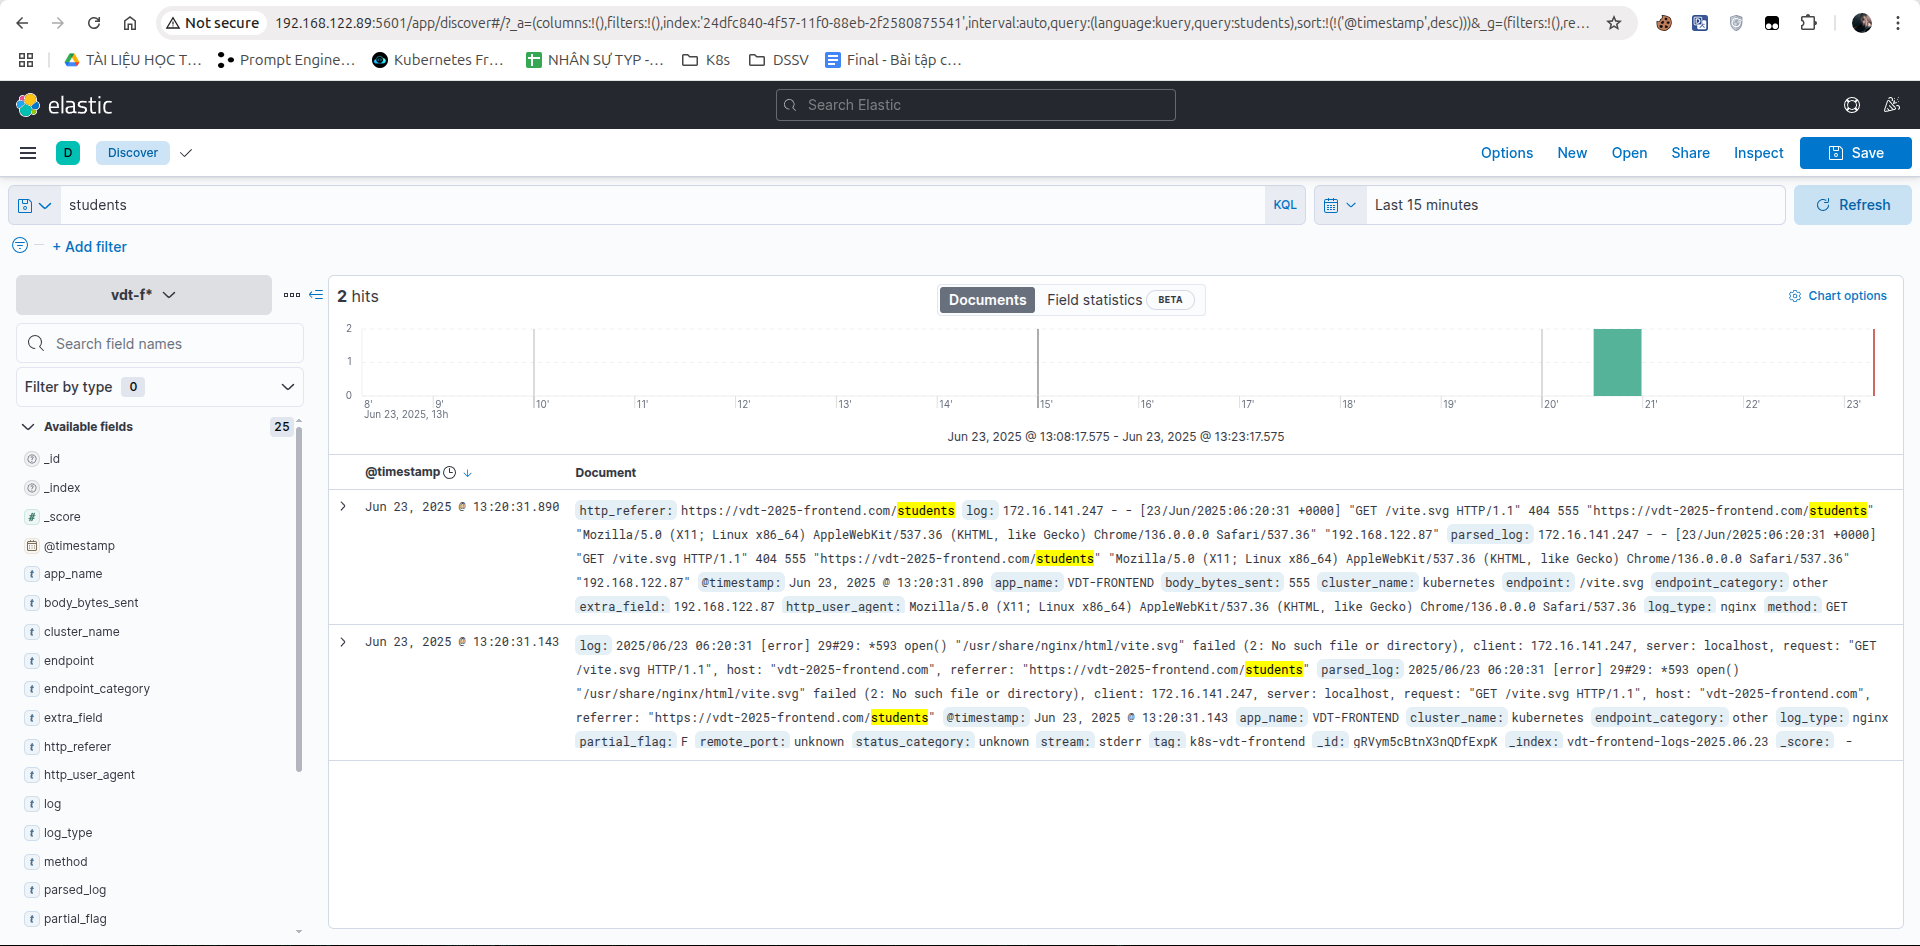 Not secure
192.168.122.89:5601/app/discover#/?_a=(columns:!(),filters:!(),index:'24dfc840-4f57-11f0-88eb-2f2580875541',interval:auto,query:(language:kuery,query:students),sort:!(!('@timestamp',desc)))&_g=(filters:!(),re...
TÀI LIỆU HỌC T... Prompt Engine... Kubernetes Fr... NHÂN SỰ TYP -... K8s DSSV Final - Bài tập c...
elastic
Search Elastic
D Discover
Options New Open Share Inspect Save
students KQL Last 15 minutes Refresh
+ Add filter
vdt-f*
Search field names
Filter by type 0
Available fields 25
_id
_index
# _score
@timestamp
t app_name
t body_bytes_sent
t cluster_name
t endpoint
t endpoint_category
t extra_field
t http_referer
t http_user_agent
t log
t log_type
t method
t parsed_log
t partial_flag
2 hits
Documents Field statistics BETA
Chart options
2
1
0
8' 9' 10' 11' 12' 13' 14' 15' 16' 17' 18' 19' 20' 21' 22' 23'
Jun 23, 2025, 13h
Jun 23, 2025 @ 13:08:17.575 - Jun 23, 2025 @ 13:23:17.575
@timestamp Document
Jun 23, 2025 @ 13:20:31.890 http_referer: https://vdt-2025-frontend.com/students log: 172.16.141.247 - - [23/Jun/2025:06:20:31 +0000] "GET /vite.svg HTTP/1.1" 404 555 "https://vdt-2025-frontend.com/students"
"Mozilla/5.0 (X11; Linux x86_64) AppleWebKit/537.36 (KHTML, like Gecko) Chrome/136.0.0.0 Safari/537.36" "192.168.122.87" parsed_log: 172.16.141.247 - - [23/Jun/2025:06:20:31 +0000]
"GET /vite.svg HTTP/1.1" 404 555 "https://vdt-2025-frontend.com/students" "Mozilla/5.0 (X11; Linux x86_64) AppleWebKit/537.36 (KHTML, like Gecko) Chrome/136.0.0.0 Safari/537.36"
"192.168.122.87" @timestamp: Jun 23, 2025 @ 13:20:31.890 app_name: VDT-FRONTEND body_bytes_sent: 555 cluster_name: kubernetes endpoint: /vite.svg endpoint_category: other
extra_field: 192.168.122.87 http_user_agent: Mozilla/5.0 (X11; Linux x86_64) AppleWebKit/537.36 (KHTML, like Gecko) Chrome/136.0.0.0 Safari/537.36 log_type: nginx method: GET
Jun 23, 2025 @ 13:20:31.143 log: 2025/06/23 06:20:31 [error] 29#29: *593 open() "/usr/share/nginx/html/vite.svg" failed (2: No such file or directory), client: 172.16.141.247, server: localhost, request: "GET
/vite.svg HTTP/1.1", host: "vdt-2025-frontend.com", referrer: "https://vdt-2025-frontend.com/students" parsed_log: 2025/06/23 06:20:31 [error] 29#29: *593 open()
"/usr/share/nginx/html/vite.svg" failed (2: No such file or directory), client: 172.16.141.247, server: localhost, request: "GET /vite.svg HTTP/1.1", host: "vdt-2025-frontend.com",
referrer: "https://vdt-2025-frontend.com/students" @timestamp: Jun 23, 2025 @ 13:20:31.143 app_name: VDT-FRONTEND cluster_name: kubernetes endpoint_category: other log_type: nginx
partial_flag: F remote_port: unknown status_category: unknown stream: stderr tag: k8s-vdt-frontend _id: gRVym5cBtnX3nQDfExpK _index: vdt-frontend-logs-2025.06.23 _score: -